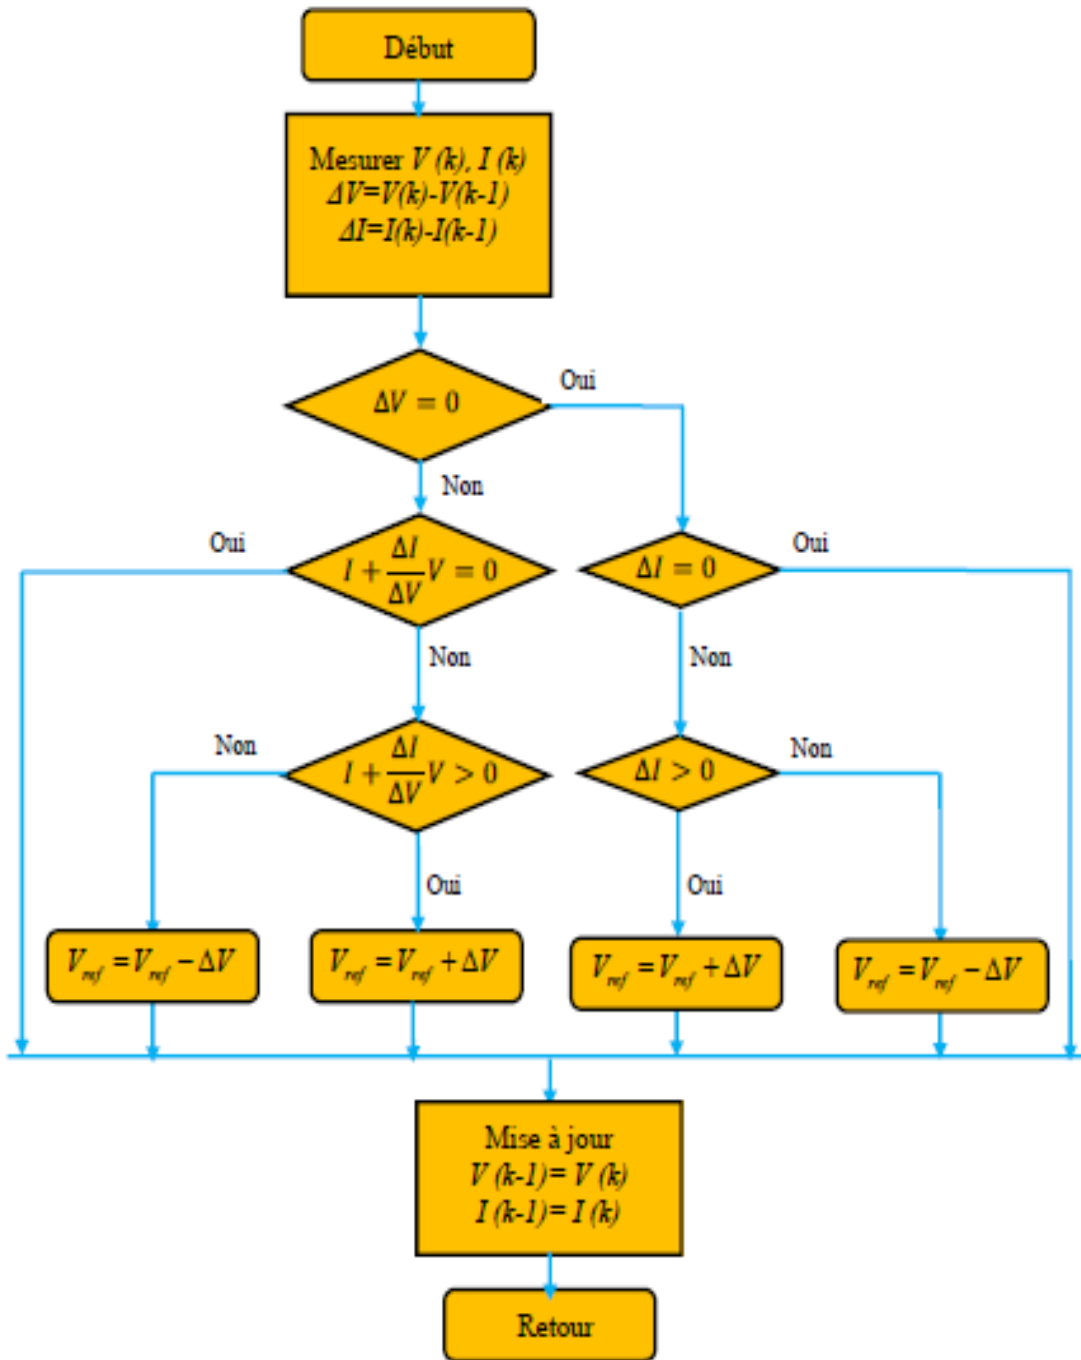 Début
Mesurer V (k), I (k)
ΔV=V(k)-V(k-1)
ΔI=I(k)-I(k-1)
ΔV = 0
Oui
Non
Oui
I + ΔI/ΔV V = 0
ΔI = 0
Oui
Non
Non
Non
I + ΔI/ΔV V > 0
ΔI > 0
Non
Oui
Oui
V_ref = V_ref − ΔV
V_ref = V_ref + ΔV
V_ref = V_ref + ΔV
V_ref = V_ref − ΔV
Mise à jour
V (k-1)= V (k)
I (k-1)= I (k)
Retour